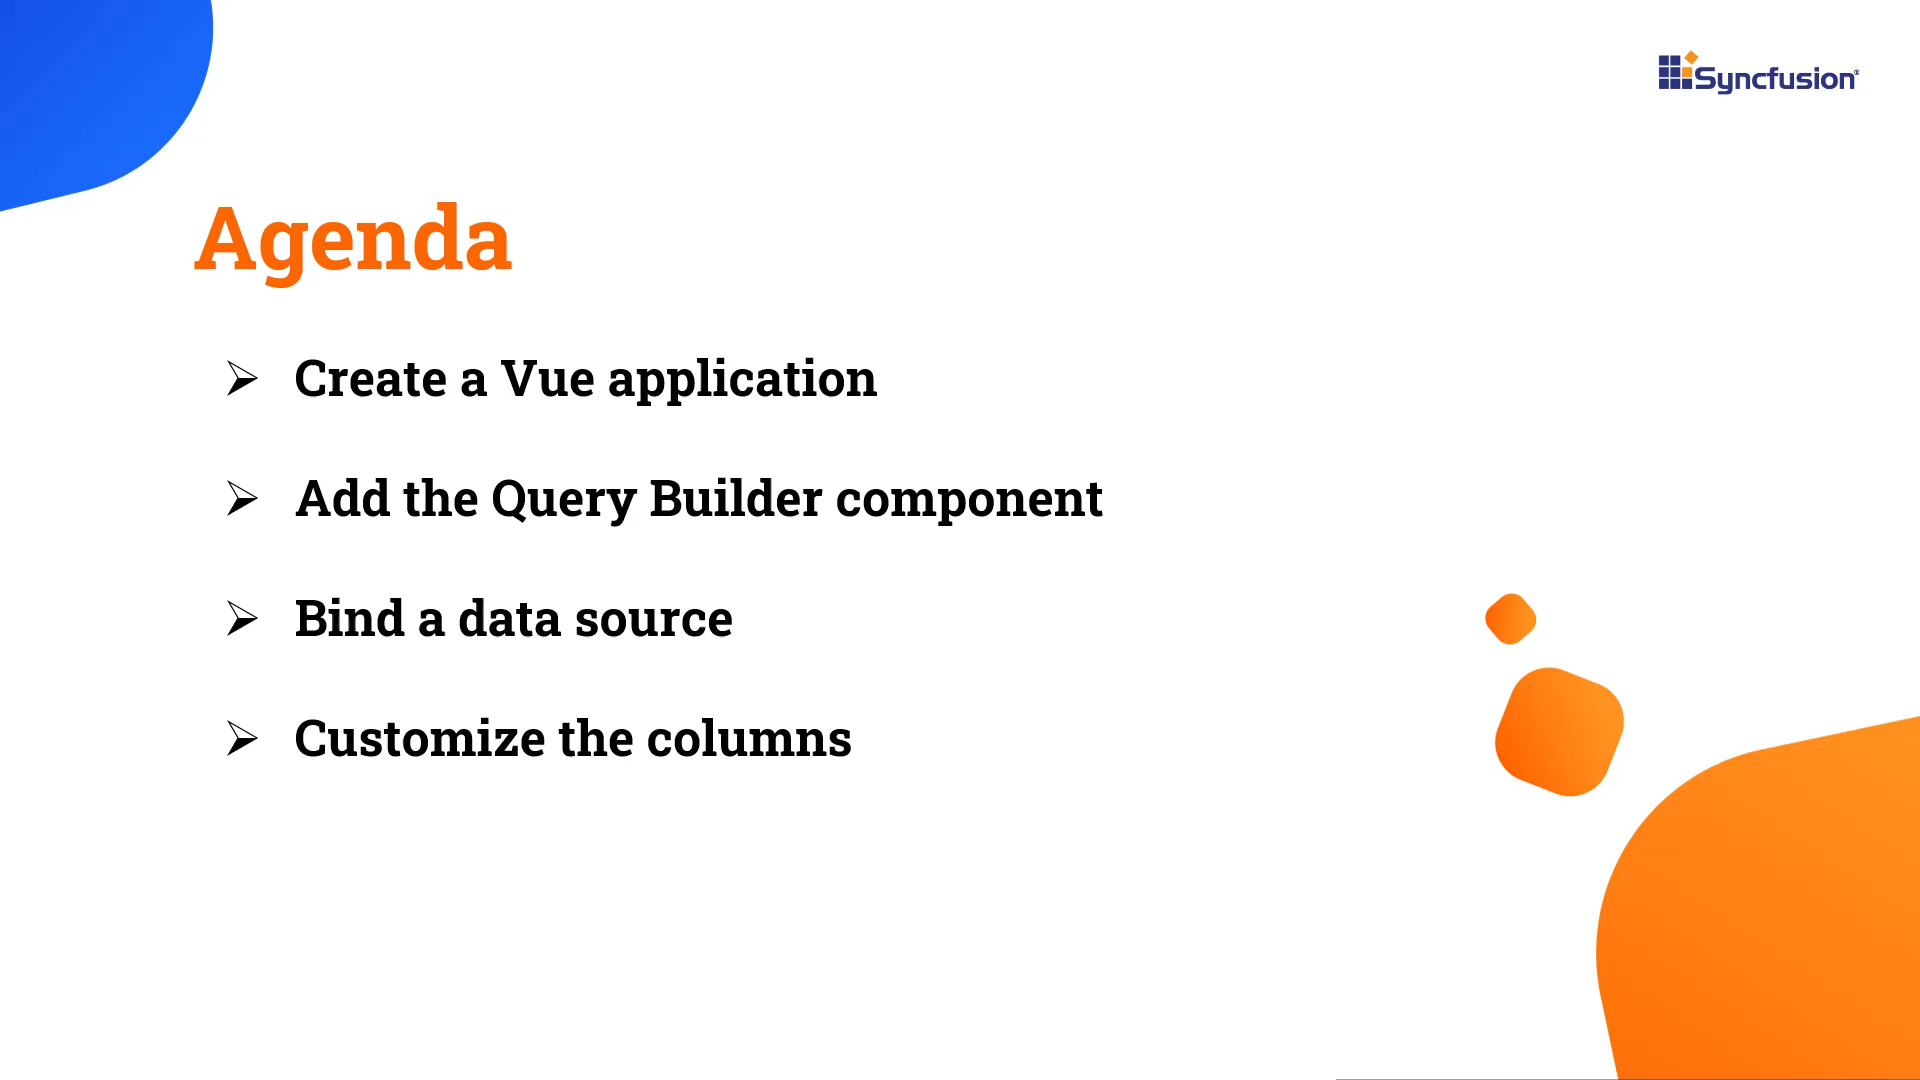 Syncfusion®
Agenda
➢ Create a Vue application
➢ Add the Query Builder component
➢ Bind a data source
➢ Customize the columns